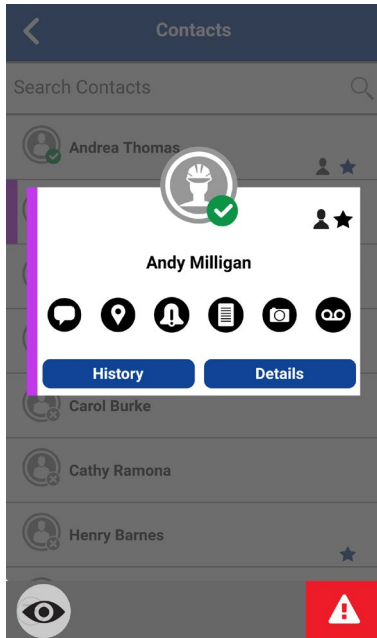 Contacts
Search Contacts
Andrea Thomas
Andy Milligan
History
Details
Carol Burke
Cathy Ramona
Henry Barnes